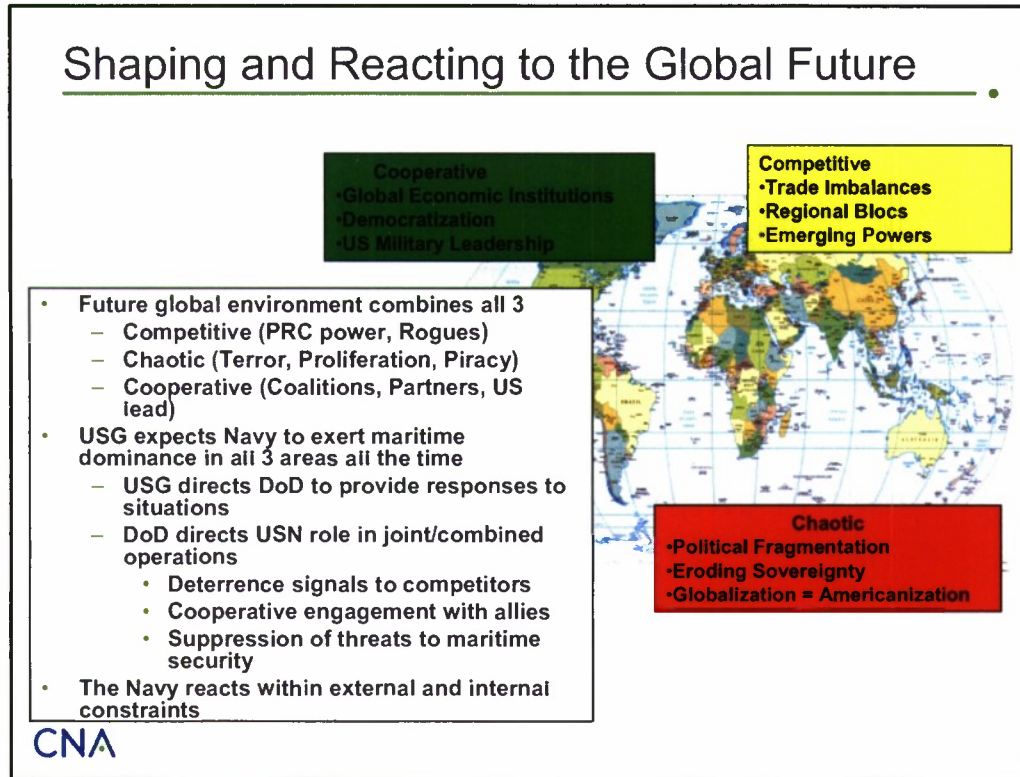 Shaping and Reacting to the Global Future
Cooperative
•Global Economic Institutions
•Democratization
•US Military Leadership
Competitive
•Trade Imbalances
•Regional Blocs
•Emerging Powers
• Future global environment combines all 3
– Competitive (PRC power, Rogues)
– Chaotic (Terror, Proliferation, Piracy)
– Cooperative (Coalitions, Partners, US
lead)
• USG expects Navy to exert maritime
dominance in all 3 areas all the time
– USG directs DoD to provide responses to
situations
– DoD directs USN role in joint/combined
operations
• Deterrence signals to competitors
• Cooperative engagement with allies
• Suppression of threats to maritime
security
• The Navy reacts within external and internal
constraints
Chaotic
•Political Fragmentation
•Eroding Sovereignty
•Globalization = Americanization
CNA